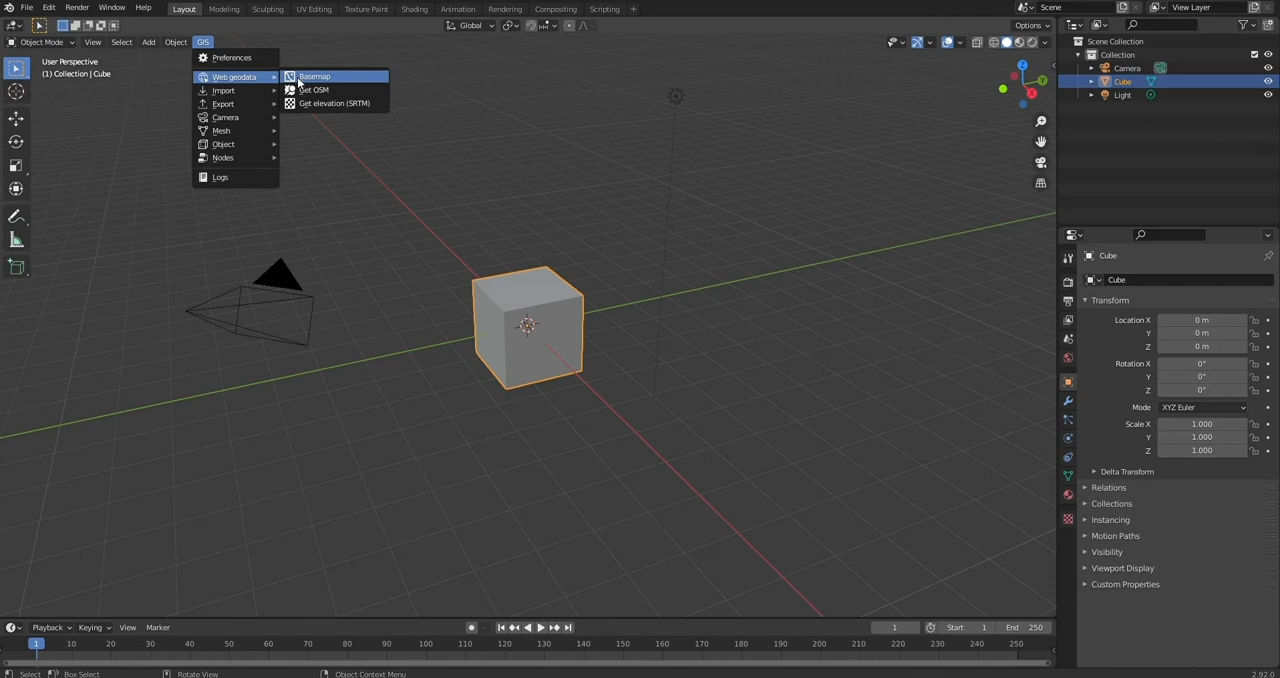 File Edit Render Window Help Layout Modeling Sculpting UV Editing Texture Paint Shading Animation Rendering Compositing Scripting + Scene View Layer
Global Options
Object Mode View Select Add Object GIS
User Perspective
(1) Collection | Cube
Preferences
Web geodata
Import
Export
Camera
Mesh
Object
Nodes
Logs
Basemap
Get OSM
Get elevation (SRTM)
X
Y
Z
Scene Collection
Collection
Camera
Cube
Light
Cube
Cube
Transform
Location X 0 m
Y 0 m
Z 0 m
Rotation X 0°
Y 0°
Z 0°
Mode XYZ Euler
Scale X 1.000
Y 1.000
Z 1.000
Delta Transform
Relations
Collections
Instancing
Motion Paths
Visibility
Viewport Display
Custom Properties
Playback Keying View Marker 1 Start 1 End 250
1 10 20 30 40 50 60 70 80 90 100 110 120 130 140 150 160 170 180 190 200 210 220 230 240 250
Select Box Select Rotate View Object Context Menu 2.92.0